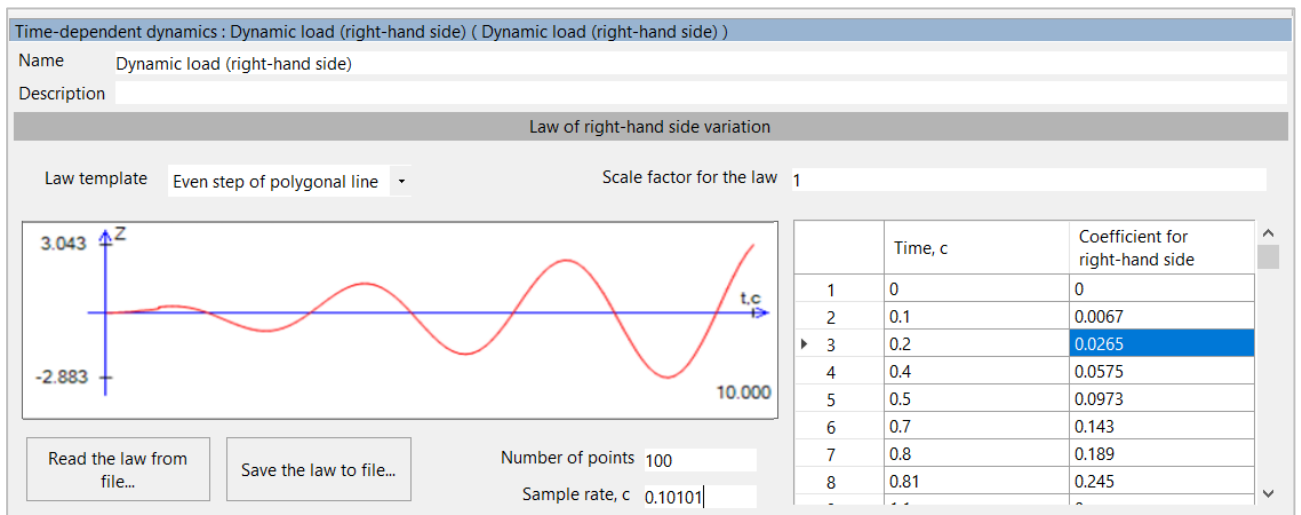 Time-dependent dynamics : Dynamic load (right-hand side) ( Dynamic load (right-hand side) )
Name Dynamic load (right-hand side)
Description
Law of right-hand side variation
Law template Even step of polygonal line
Scale factor for the law 1
3.043 Z
t,c
-2.883
10.000
Time, c Coefficient for right-hand side
1 0 0
2 0.1 0.0067
3 0.2 0.0265
4 0.4 0.0575
5 0.5 0.0973
6 0.7 0.143
7 0.8 0.189
8 0.81 0.245
Read the law from file...
Save the law to file...
Number of points 100
Sample rate, c 0.10101